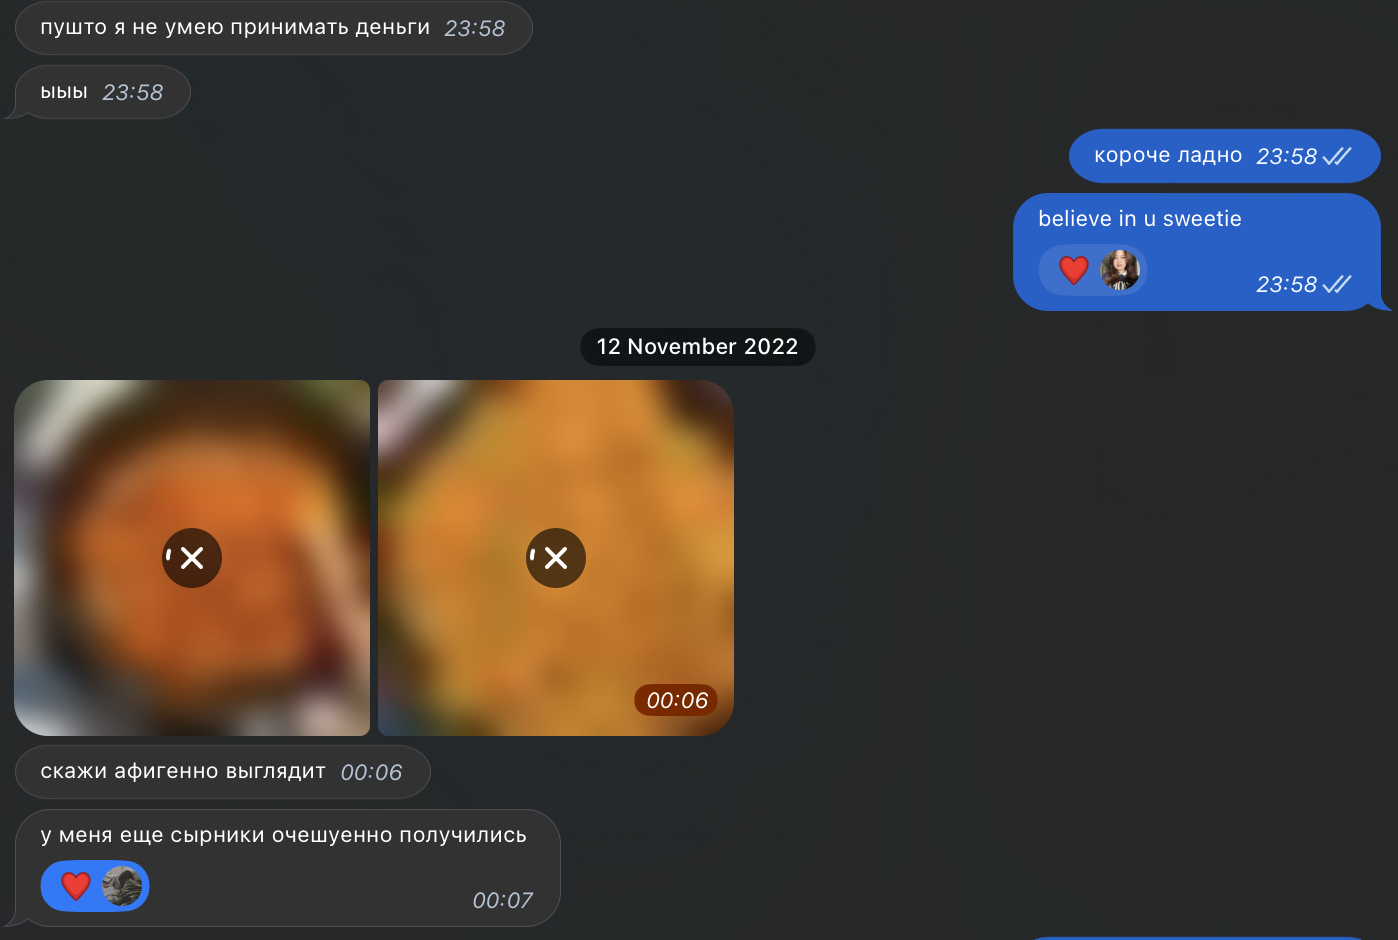 пушто я не умею принимать деньги 23:58
ыыы 23:58
короче ладно 23:58
believe in u sweetie
23:58
12 November 2022
00:06
скажи афигенно выглядит 00:06
у меня еще сырники очешуенно получились
00:07